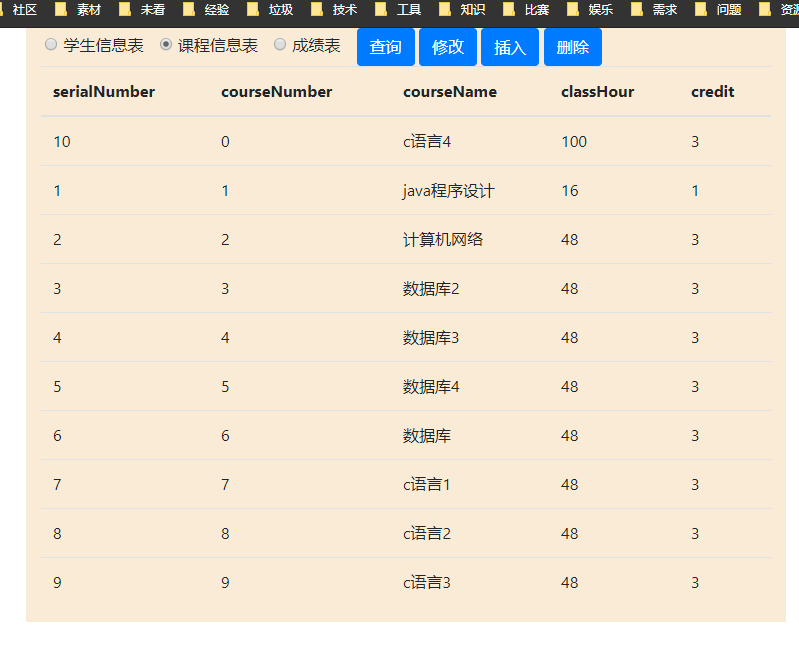 社区 素材 未看 经验 垃圾 技术 工具 知识 比赛 娱乐 需求 问题 资源
学生信息表 课程信息表 成绩表 查询 修改 插入 删除
serialNumber courseNumber courseName classHour credit
10 0 c语言4 100 3
1 1 java程序设计 16 1
2 2 计算机网络 48 3
3 3 数据库2 48 3
4 4 数据库3 48 3
5 5 数据库4 48 3
6 6 数据库 48 3
7 7 c语言1 48 3
8 8 c语言2 48 3
9 9 c语言3 48 3